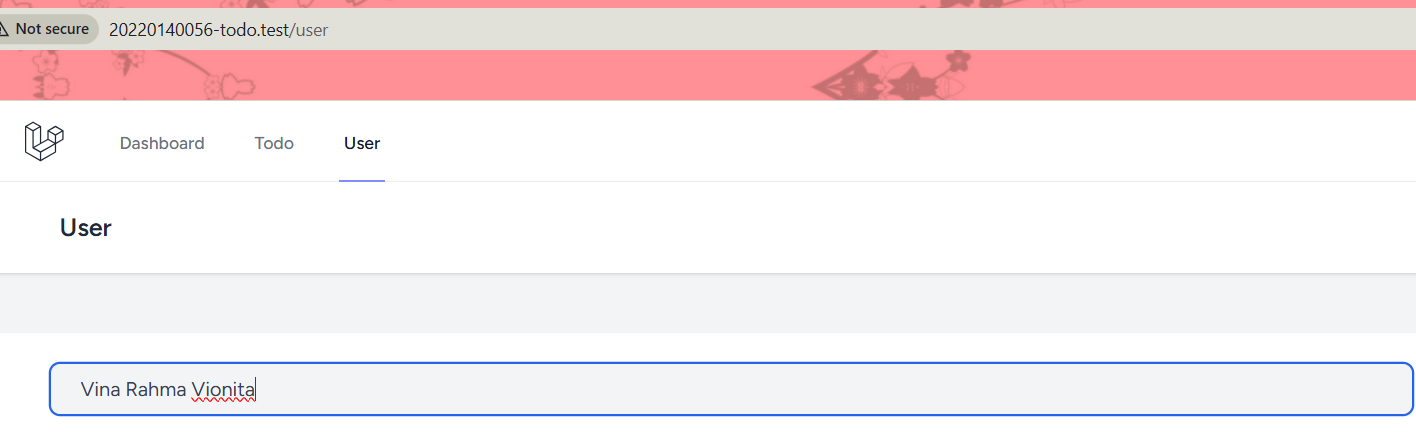 Not secure 20220140056-todo.test/user
Dashboard Todo User
User
Vina Rahma Vionita